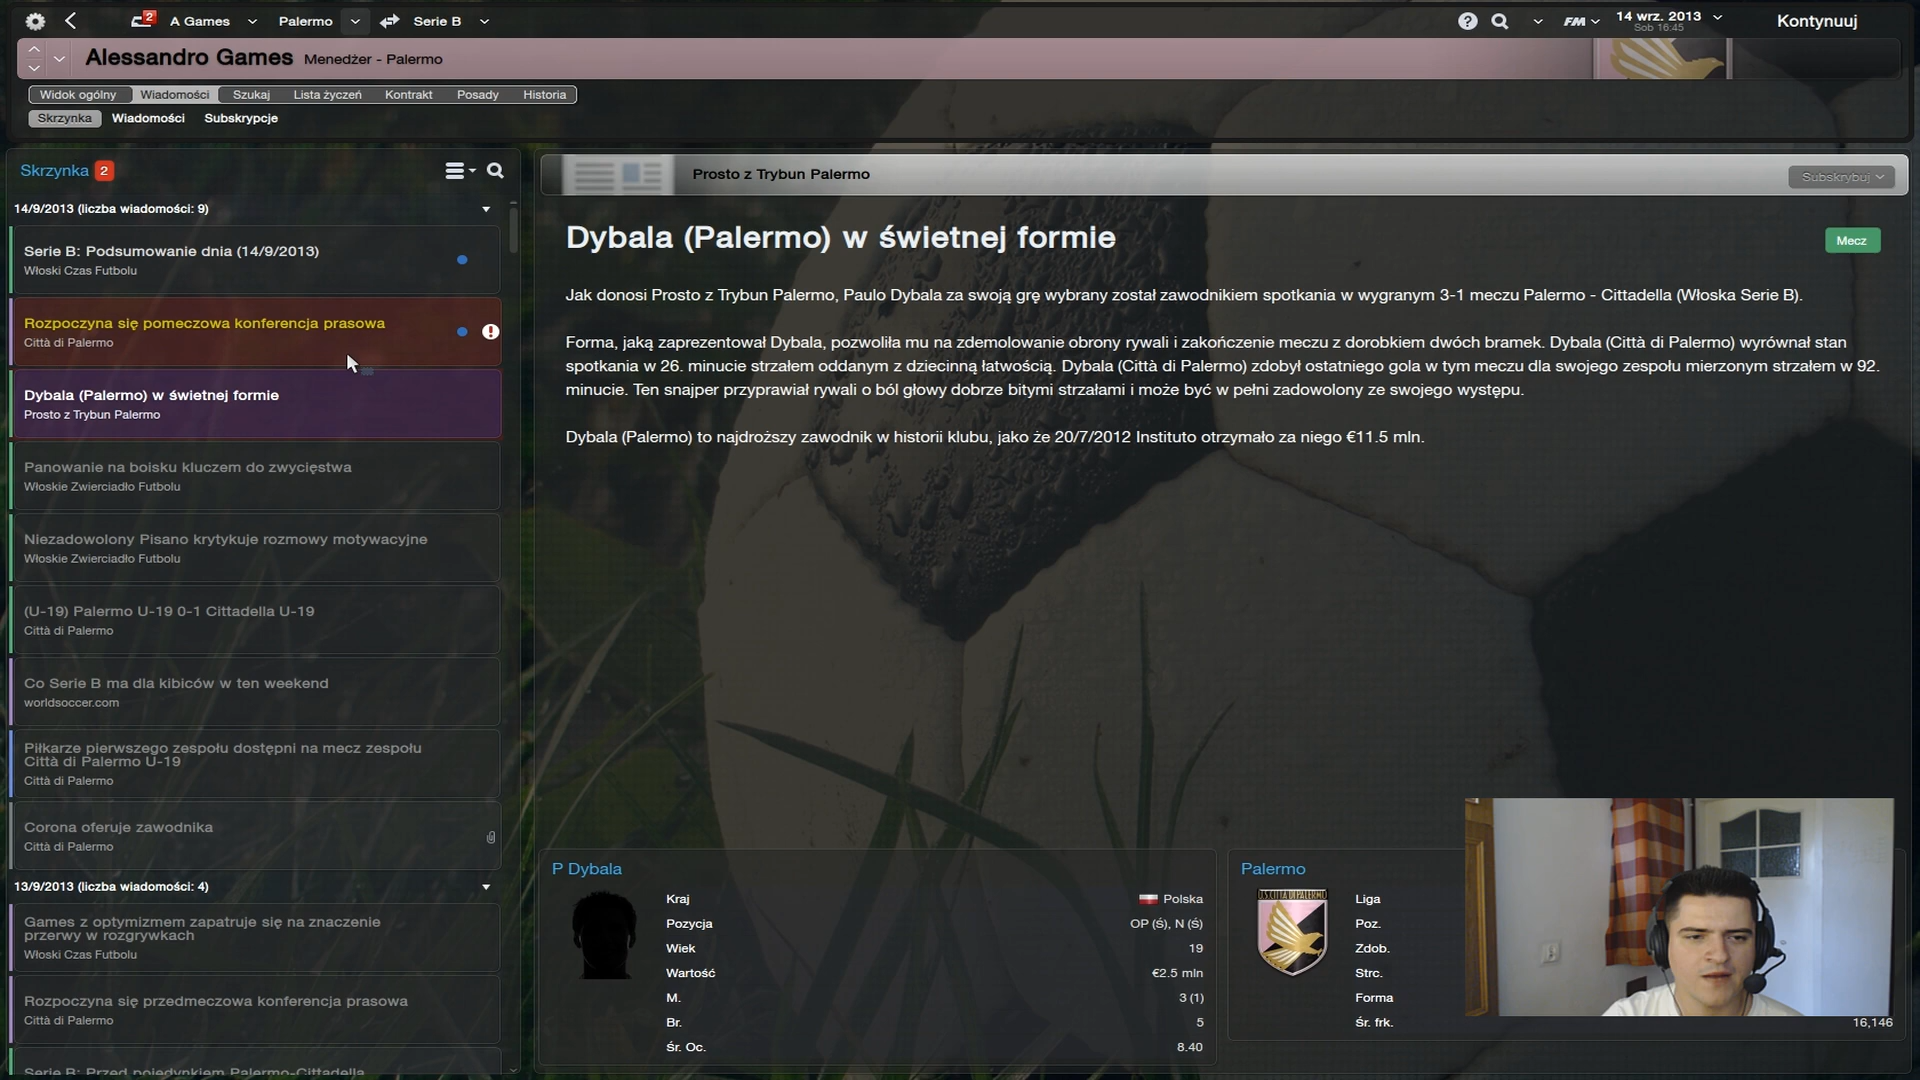 2
A Games
Palermo
Serie B
FM
14 wrz. 2013
Sob 16:45
Kontynuuj
Alessandro Games Menedżer - Palermo
Widok ogólny Wiadomości Szukaj Lista życzeń Kontrakt Posady Historia
Skrzynka Wiadomości Subskrypcje
Skrzynka 2
14/9/2013 (liczba wiadomości: 9)
Serie B: Podsumowanie dnia (14/9/2013)
Włoski Czas Futbolu
Rozpoczyna się pomeczowa konferencja prasowa
Città di Palermo
Dybala (Palermo) w świetnej formie
Prosto z Trybun Palermo
Panowanie na boisku kluczem do zwycięstwa
Włoskie Zwierciadło Futbolu
Niezadowolony Pisano krytykuje rozmowy motywacyjne
Włoskie Zwierciadło Futbolu
(U-19) Palermo U-19 0-1 Cittadella U-19
Città di Palermo
Co Serie B ma dla kibiców w ten weekend
worldsoccer.com
Piłkarze pierwszego zespołu dostępni na mecz zespołu
Città di Palermo U-19
Città di Palermo
Corona oferuje zawodnika
Città di Palermo
13/9/2013 (liczba wiadomości: 4)
Games z optymizmem zapatruje się na znaczenie
przerwy w rozgrywkach
Włoski Czas Futbolu
Rozpoczyna się przedmeczowa konferencja prasowa
Città di Palermo
Serie B: Przed pojedynkiem Palermo-Cittadella
Prosto z Trybun Palermo
Subskrybuj
Dybala (Palermo) w świetnej formie
Mecz
Jak donosi Prosto z Trybun Palermo, Paulo Dybala za swoją grę wybrany został zawodnikiem spotkania w wygranym 3-1 meczu Palermo - Cittadella (Włoska Serie B).
Forma, jaką zaprezentował Dybala, pozwoliła mu na zdemolowanie obrony rywali i zakończenie meczu z dorobkiem dwóch bramek. Dybala (Città di Palermo) wyrównał stan
spotkania w 26. minucie strzałem oddanym z dziecinną łatwością. Dybala (Città di Palermo) zdobył ostatniego gola w tym meczu dla swojego zespołu mierzonym strzałem w 92.
minucie. Ten snajper przyprawiał rywali o ból głowy dobrze bitymi strzałami i może być w pełni zadowolony ze swojego występu.
Dybala (Palermo) to najdroższy zawodnik w historii klubu, jako że 20/7/2012 Instituto otrzymało za niego €11.5 mln.
P Dybala
Kraj Polska
Pozycja OP (Ś), N (Ś)
Wiek 19
Wartość €2.5 mln
M. 3 (1)
Br. 5
Śr. Oc. 8.40
Palermo
U.S. CITTÀ DI PALERMO
Liga
Poz.
Zdob.
Strc.
Forma
Śr. frk. 16,146